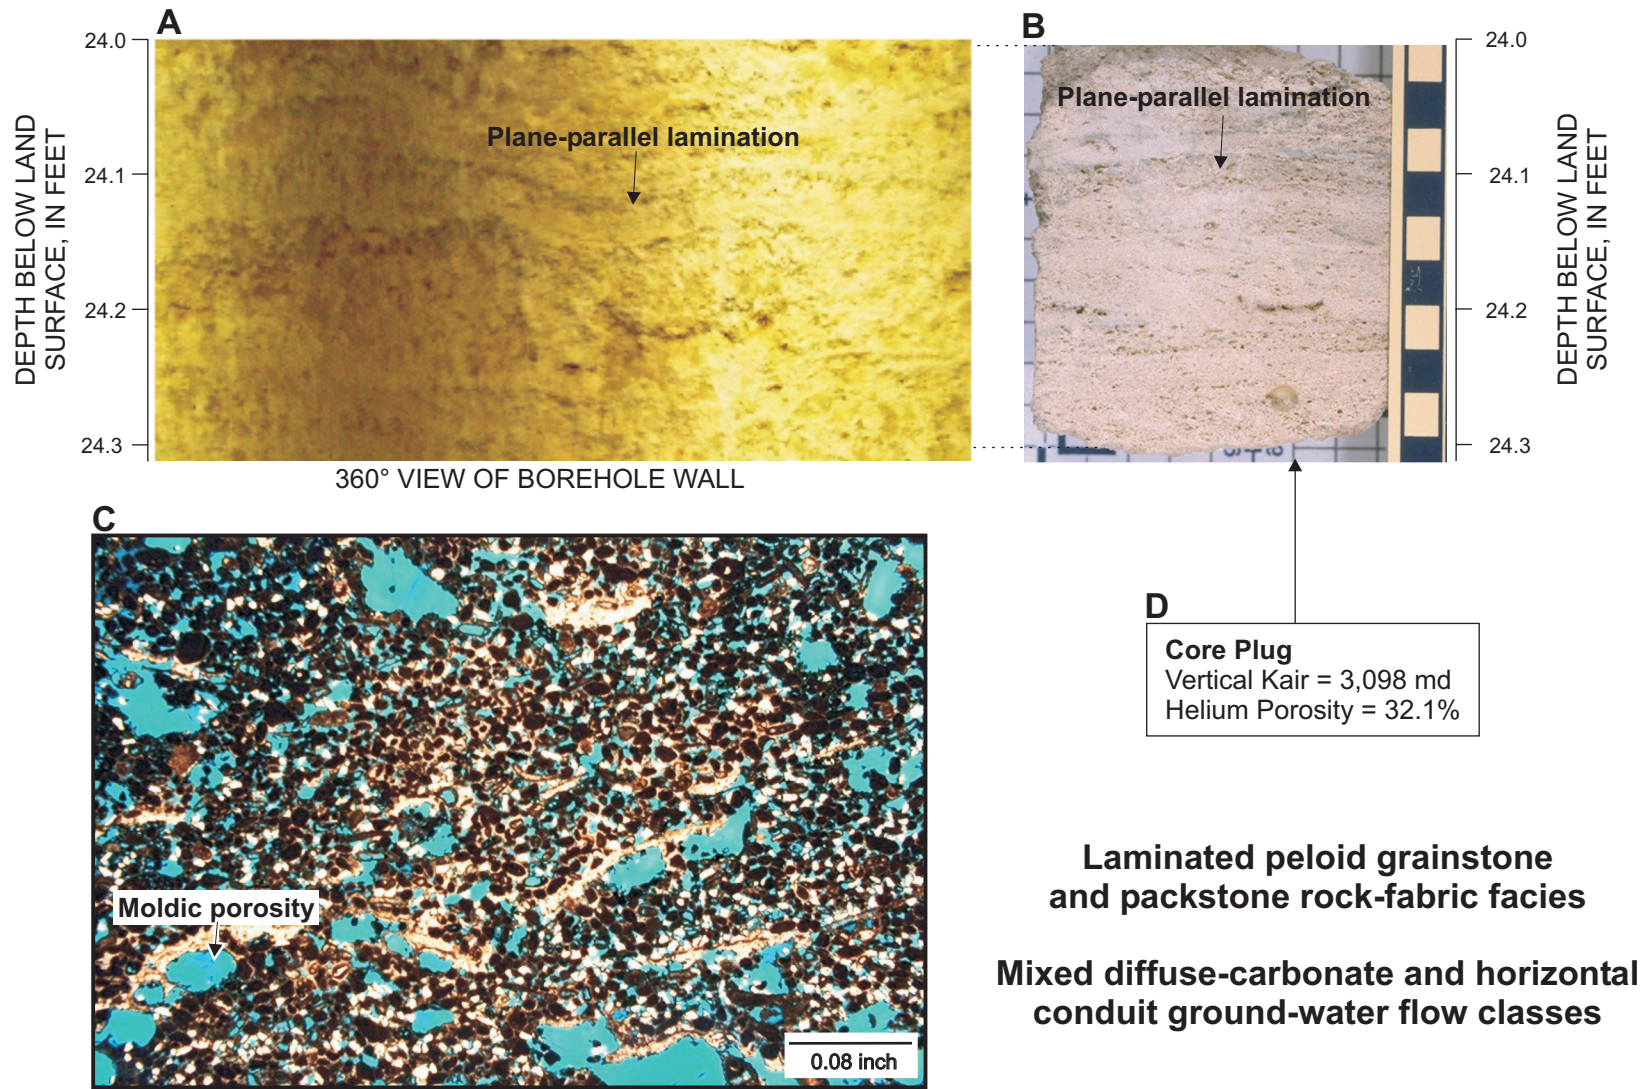 A
B
24.0
24.1
24.2
24.3
DEPTH BELOW LAND
SURFACE, IN FEET
Plane-parallel lamination
360° VIEW OF BOREHOLE WALL
Plane-parallel lamination
24.0
24.1
24.2
24.3
DEPTH BELOW LAND
SURFACE, IN FEET
C
Moldic porosity
0.08 inch
D
Core Plug
Vertical Kair = 3,098 md
Helium Porosity = 32.1%
Laminated peloid grainstone
and packstone rock-fabric facies
Mixed diffuse-carbonate and horizontal
conduit ground-water flow classes